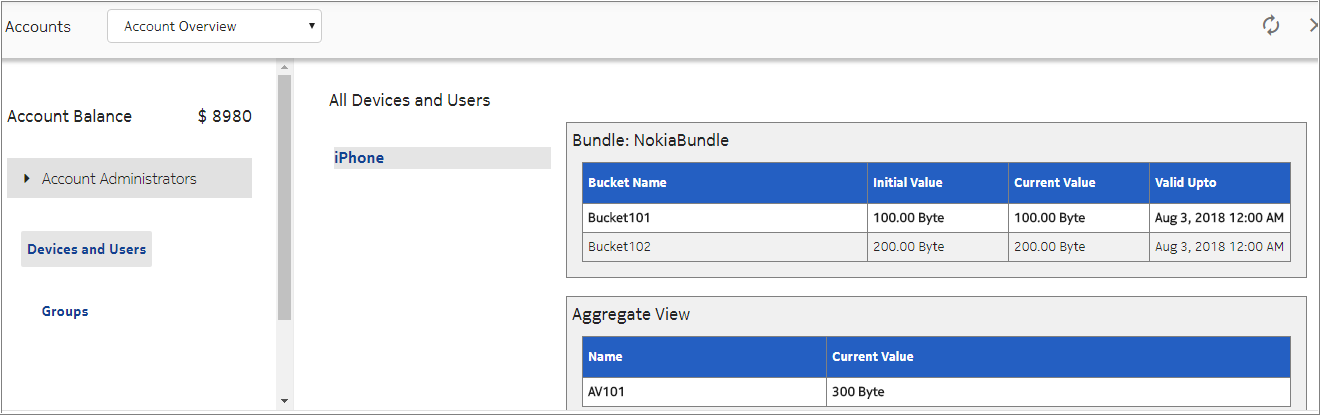 Accounts
Account Overview
Account Balance $ 8980
Account Administrators
Devices and Users
Groups
All Devices and Users
iPhone
Bundle: NokiaBundle
Bucket Name Initial Value Current Value Valid Upto
Bucket101 100.00 Byte 100.00 Byte Aug 3, 2018 12:00 AM
Bucket102 200.00 Byte 200.00 Byte Aug 3, 2018 12:00 AM
Aggregate View
Name Current Value
AV101 300 Byte